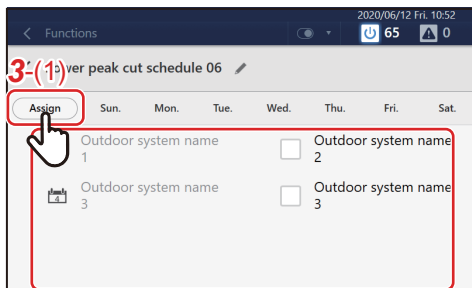 2020/06/12 Fri. 10:52
Functions
65
0
3-(1)
wer peak cut schedule 06
Assign Sun. Mon. Tue. Wed. Thu. Fri. Sat.
Outdoor system name
1
Outdoor system name
2
4
Outdoor system name
3
Outdoor system name
3